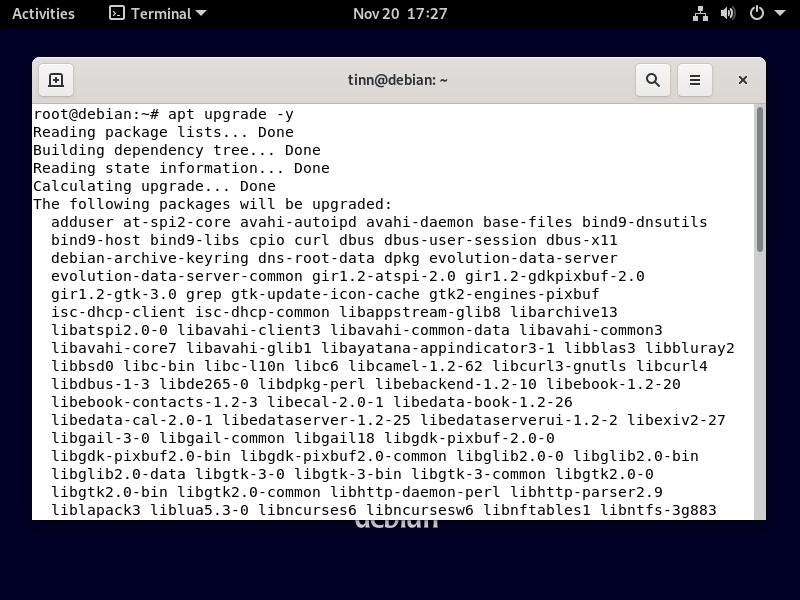 Activities Terminal Nov 20 17:27
tinn@debian: ~
root@debian:~# apt upgrade -y
Reading package lists... Done
Building dependency tree... Done
Reading state information... Done
Calculating upgrade... Done
The following packages will be upgraded:
adduser at-spi2-core avahi-autoipd avahi-daemon base-files bind9-dnsutils
bind9-host bind9-libs cpio curl dbus dbus-user-session dbus-x11
debian-archive-keyring dns-root-data dpkg evolution-data-server
evolution-data-server-common gir1.2-atspi-2.0 gir1.2-gdkpixbuf-2.0
gir1.2-gtk-3.0 grep gtk-update-icon-cache gtk2-engines-pixbuf
isc-dhcp-client isc-dhcp-common libappstream-glib8 libarchive13
libatspi2.0-0 libavahi-client3 libavahi-common-data libavahi-common3
libavahi-core7 libavahi-glib1 libayatana-appindicator3-1 libblas3 libbluray2
libbsd0 libc-bin libc-l10n libc6 libcamel-1.2-62 libcurl3-gnutls libcurl4
libdbus-1-3 libde265-0 libdpkg-perl libebackend-1.2-10 libebook-1.2-20
libebook-contacts-1.2-3 libecal-2.0-1 libedata-book-1.2-26
libedata-cal-2.0-1 libedataserver-1.2-25 libedataserverui-1.2-2 libexiv2-27
libgail-3-0 libgail-common libgail18 libgdk-pixbuf-2.0-0
libgdk-pixbuf2.0-bin libgdk-pixbuf2.0-common libglib2.0-0 libglib2.0-bin
libglib2.0-data libgtk-3-0 libgtk-3-bin libgtk-3-common libgtk2.0-0
libgtk2.0-bin libgtk2.0-common libhttp-daemon-perl libhttp-parser2.9
liblapack3 liblua5.3-0 libncurses6 libncursesw6 libnftables1 libntfs-3g883
debian